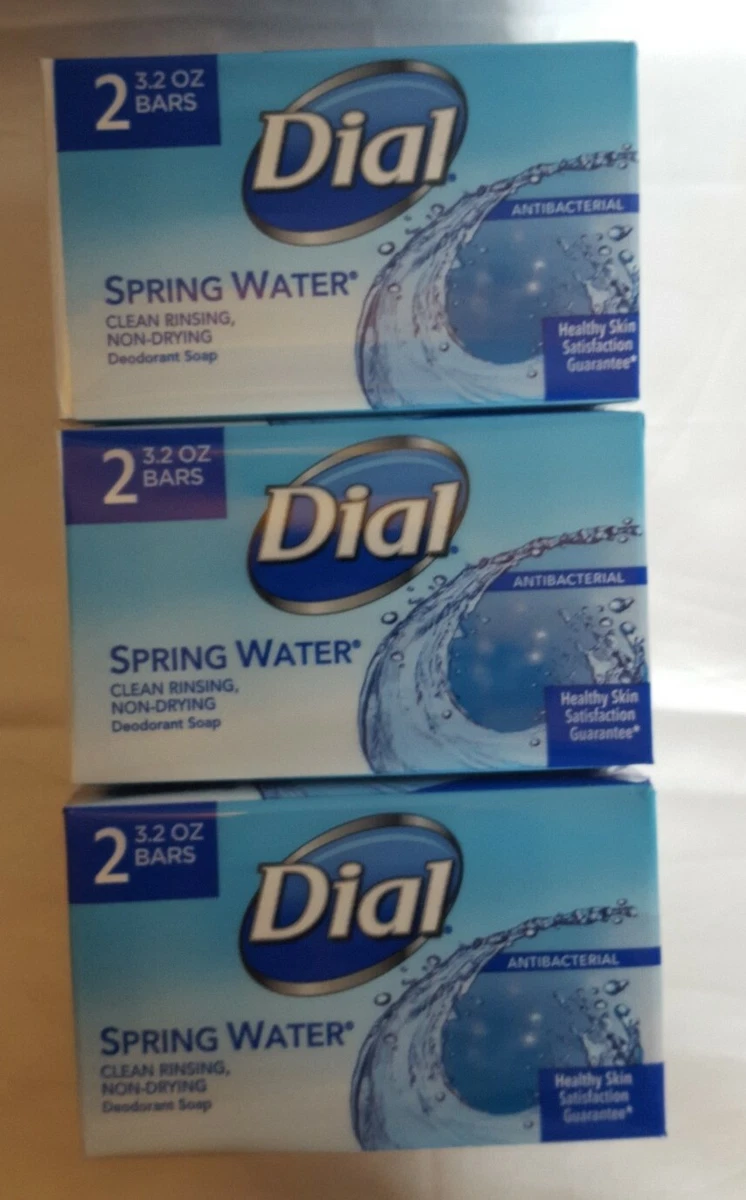 2 3.2 OZ
BARS
Dial
ANTIBACTERIAL
SPRING WATER®
CLEAN RINSING,
NON-DRYING
Deodorant Soap
Healthy Skin
Satisfaction
Guarantee*
2 3.2 OZ
BARS
Dial
ANTIBACTERIAL
SPRING WATER®
CLEAN RINSING,
NON-DRYING
Deodorant Soap
Healthy Skin
Satisfaction
Guarantee*
2 3.2 OZ
BARS
Dial
ANTIBACTERIAL
SPRING WATER®
CLEAN RINSING,
NON-DRYING
Deodorant Soap
Healthy Skin
Satisfaction
Guarantee*